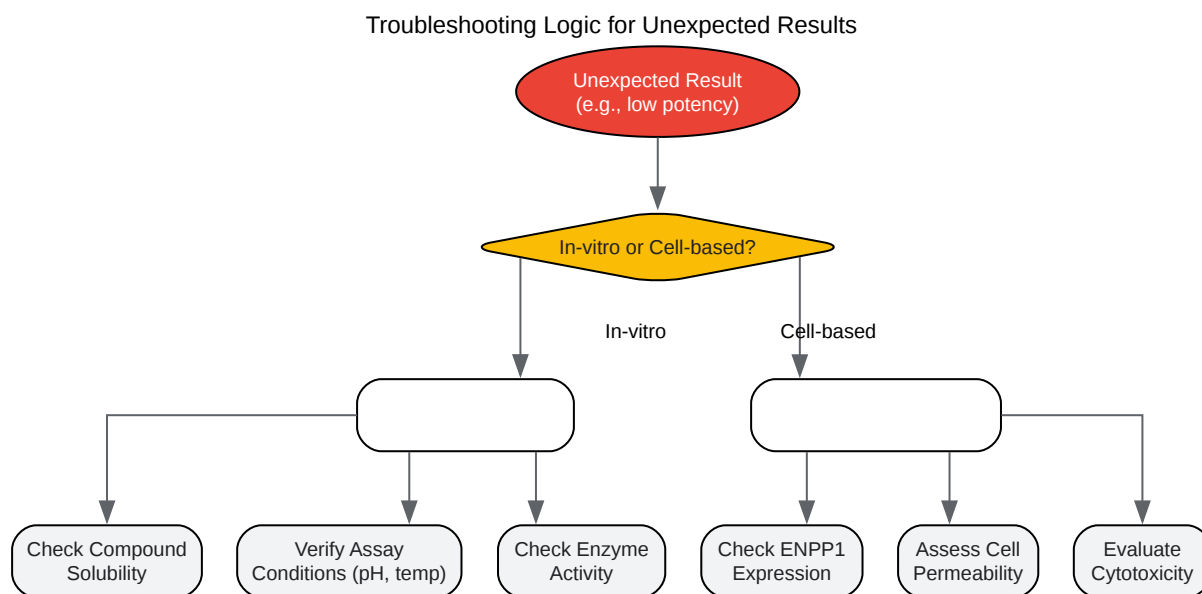 Troubleshooting Logic for Unexpected Results
Unexpected Result
(e.g., low potency)
In-vitro or Cell-based?
In-vitro
Cell-based
Check Compound
Solubility
Verify Assay
Conditions (pH, temp)
Check Enzyme
Activity
Check ENPP1
Expression
Assess Cell
Permeability
Evaluate
Cytotoxicity